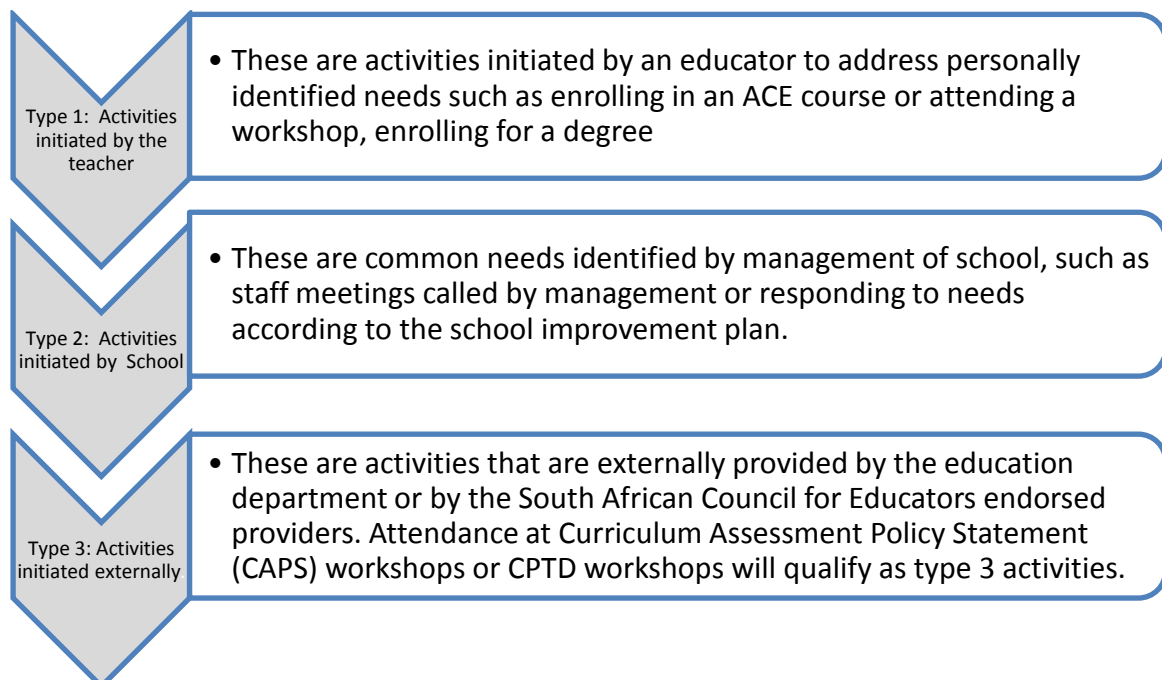 Type 1:  Activities
initiated by the
teacher
• These are activities initiated by an educator to address personally
identified needs such as enrolling in an ACE course or attending a
workshop, enrolling for a degree
Type 2:  Activities
initiated by  School
• These are common needs identified by management of school, such as
staff meetings called by management or responding to needs
according to the school improvement plan.
Type 3: Activities
initiated externally.
• These are activities that are externally provided by the education
department or by the South African Council for Educators endorsed
providers. Attendance at Curriculum Assessment Policy Statement
(CAPS) workshops or CPTD workshops will qualify as type 3 activities.